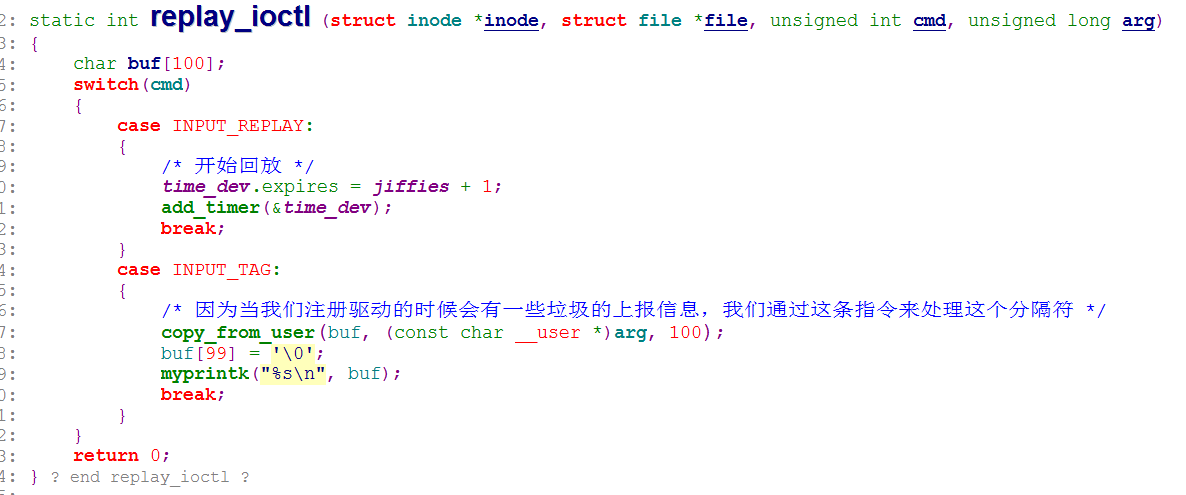 2: static int replay_ioctl (struct inode *inode, struct file *file, unsigned int cmd, unsigned long arg)
3: {
4: char buf[100];
5: switch(cmd)
6: {
7: case INPUT_REPLAY:
8: {
9: /* 开始回放 */
0: time_dev.expires = jiffies + 1;
1: add_timer(&time_dev);
2: break;
3: }
4: case INPUT_TAG:
5: {
6: /* 因为当我们注册驱动的时候会有一些垃圾的上报信息，我们通过这条指令来处理这个分隔符 */
7: copy_from_user(buf, (const char __user *)arg, 100);
8: buf[99] = '\0';
9: myprintk("%s\n", buf);
0: break;
1: }
2: }
3: return 0;
4: } ? end replay_ioctl ?